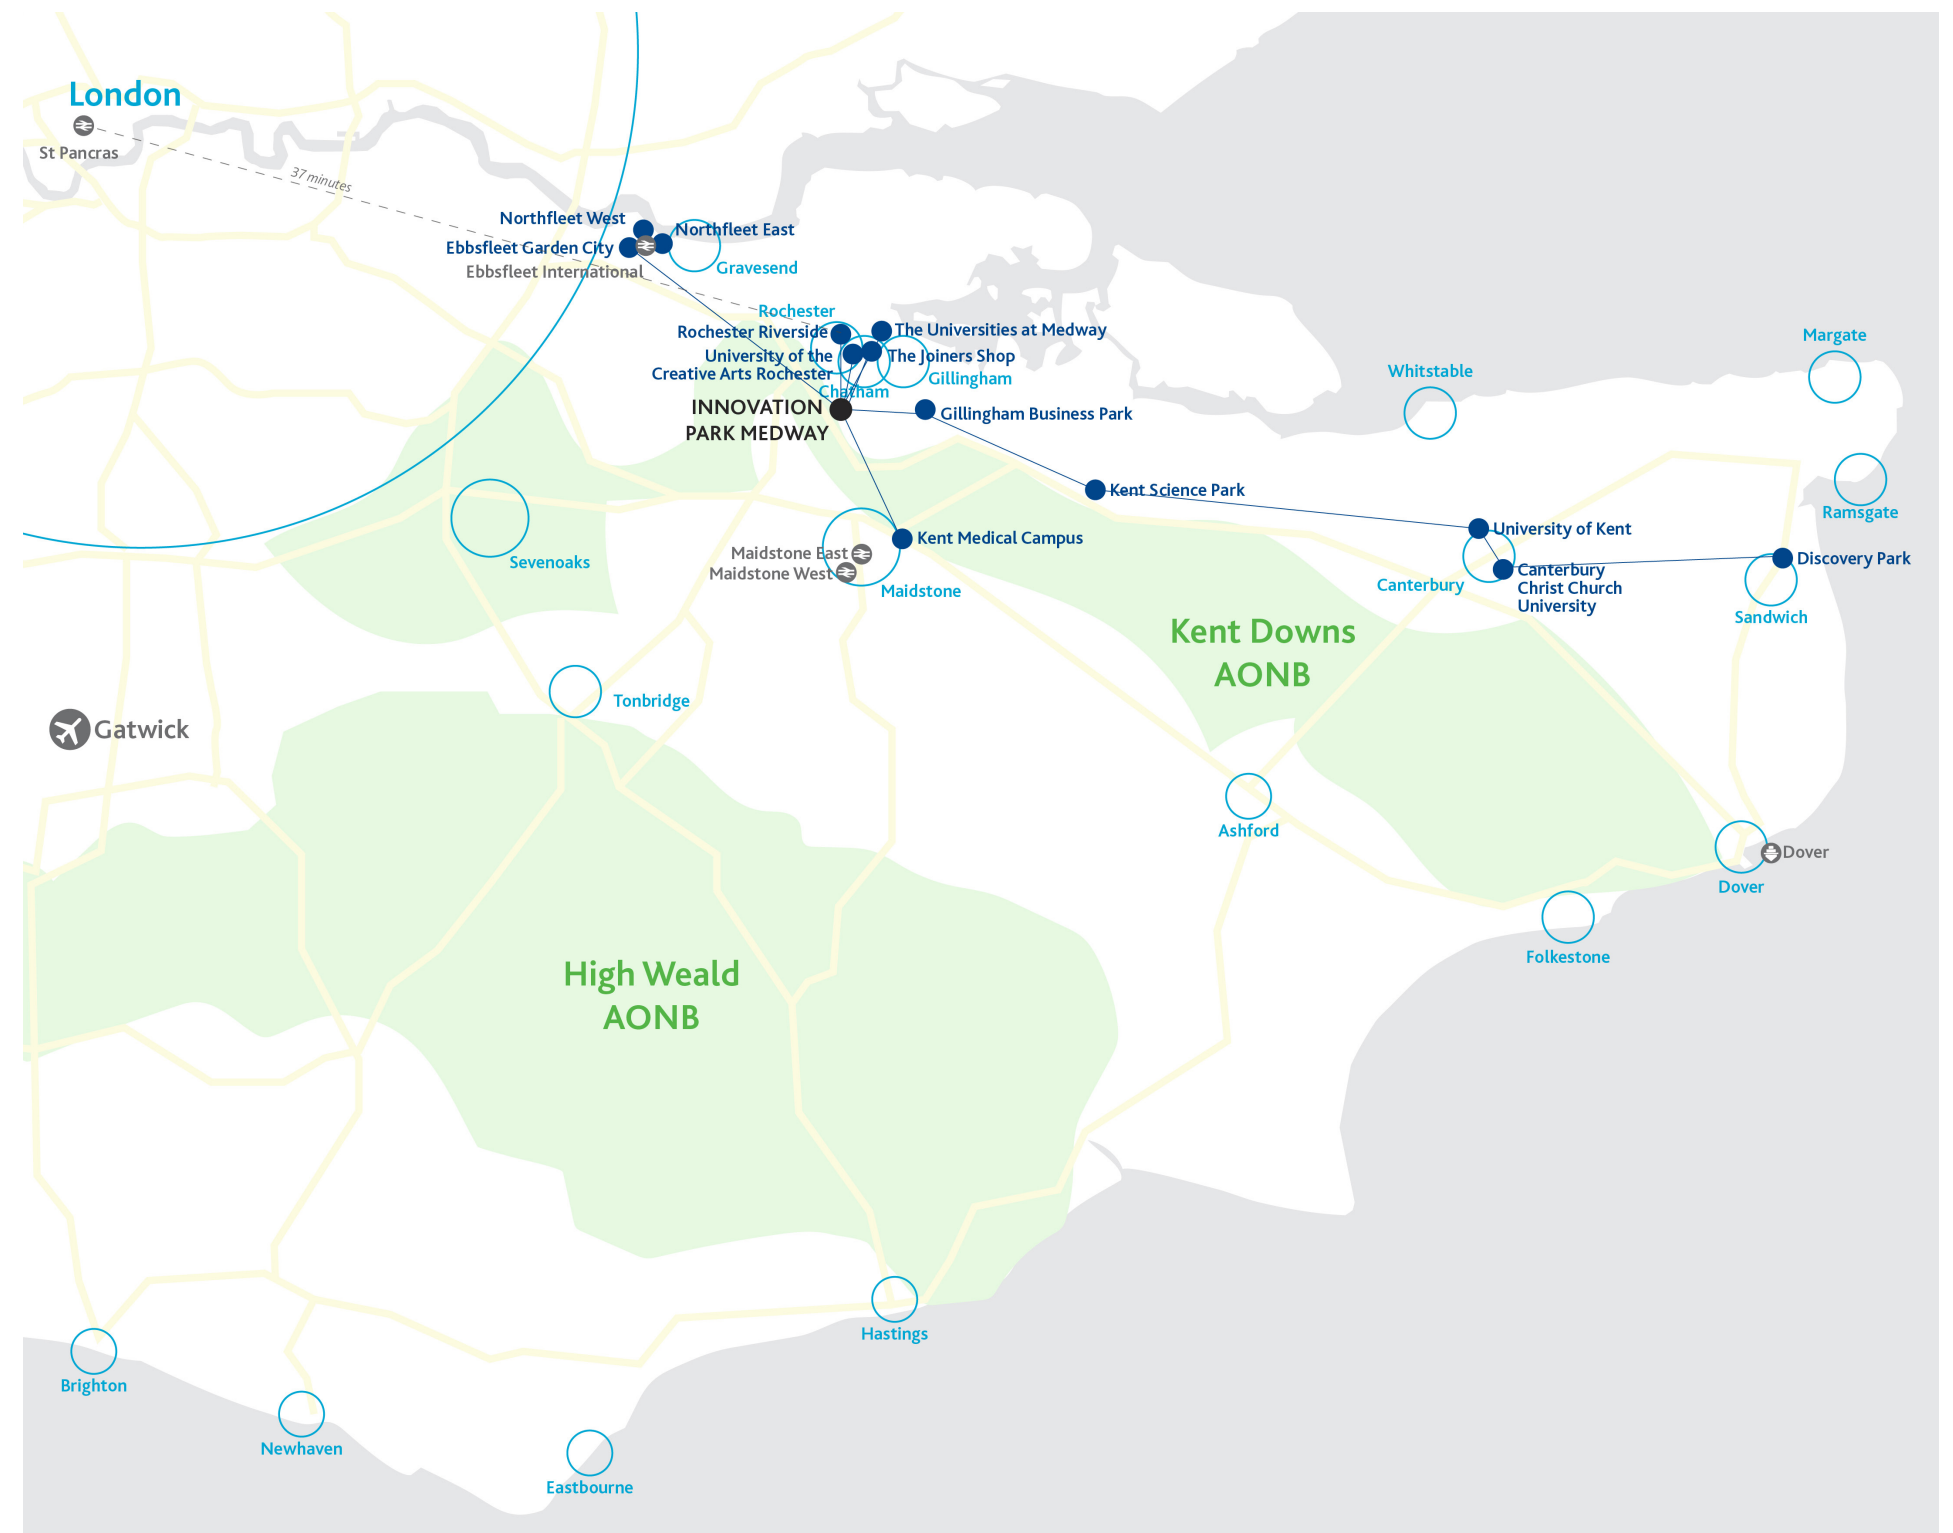 London
St Pancras
37 minutes
Northfleet West
Northfleet East
Ebbsfleet Garden City
Ebbsfleet International
Gravesend
Rochester
Rochester Riverside
The Universities at Medway
University of the
Creative Arts Rochester
The Joiners Shop
Gillingham
Chatham
INNOVATION
PARK MEDWAY
Gillingham Business Park
Margate
Whitstable
Kent Science Park
Ramsgate
University of Kent
Kent Medical Campus
Maidstone East
Maidstone West
Maidstone
Sevenoaks
Canterbury
Canterbury
Christ Church
University
Discovery Park
Sandwich
Kent Downs
AONB
Tonbridge
Gatwick
Ashford
Dover
Dover
Folkestone
High Weald
AONB
Hastings
Brighton
Newhaven
Eastbourne